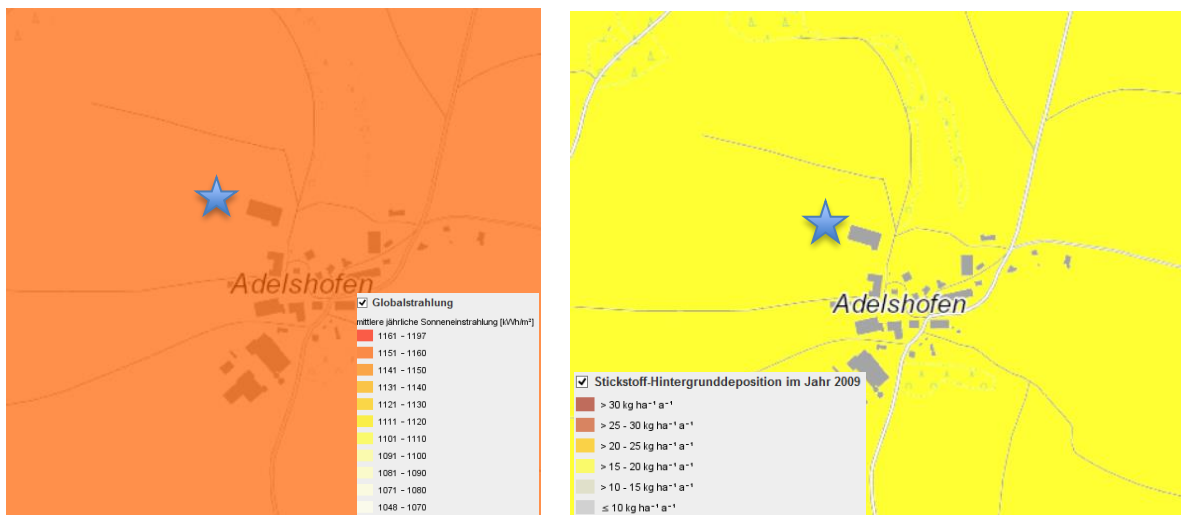 Adelshofen
Globalstrahlung
mittlere jährliche Sonneneinstrahlung [kWh/m²]
1161 - 1197
1151 - 1160
1141 - 1150
1131 - 1140
1121 - 1130
1111 - 1120
1101 - 1110
1091 - 1100
1081 - 1090
1071 - 1080
1048 - 1070
Adelshofen
Stickstoff-Hintergrunddeposition im Jahr 2009
> 30 kg ha⁻¹ a⁻¹
> 25 - 30 kg ha⁻¹ a⁻¹
> 20 - 25 kg ha⁻¹ a⁻¹
> 15 - 20 kg ha⁻¹ a⁻¹
> 10 - 15 kg ha⁻¹ a⁻¹
≤ 10 kg ha⁻¹ a⁻¹